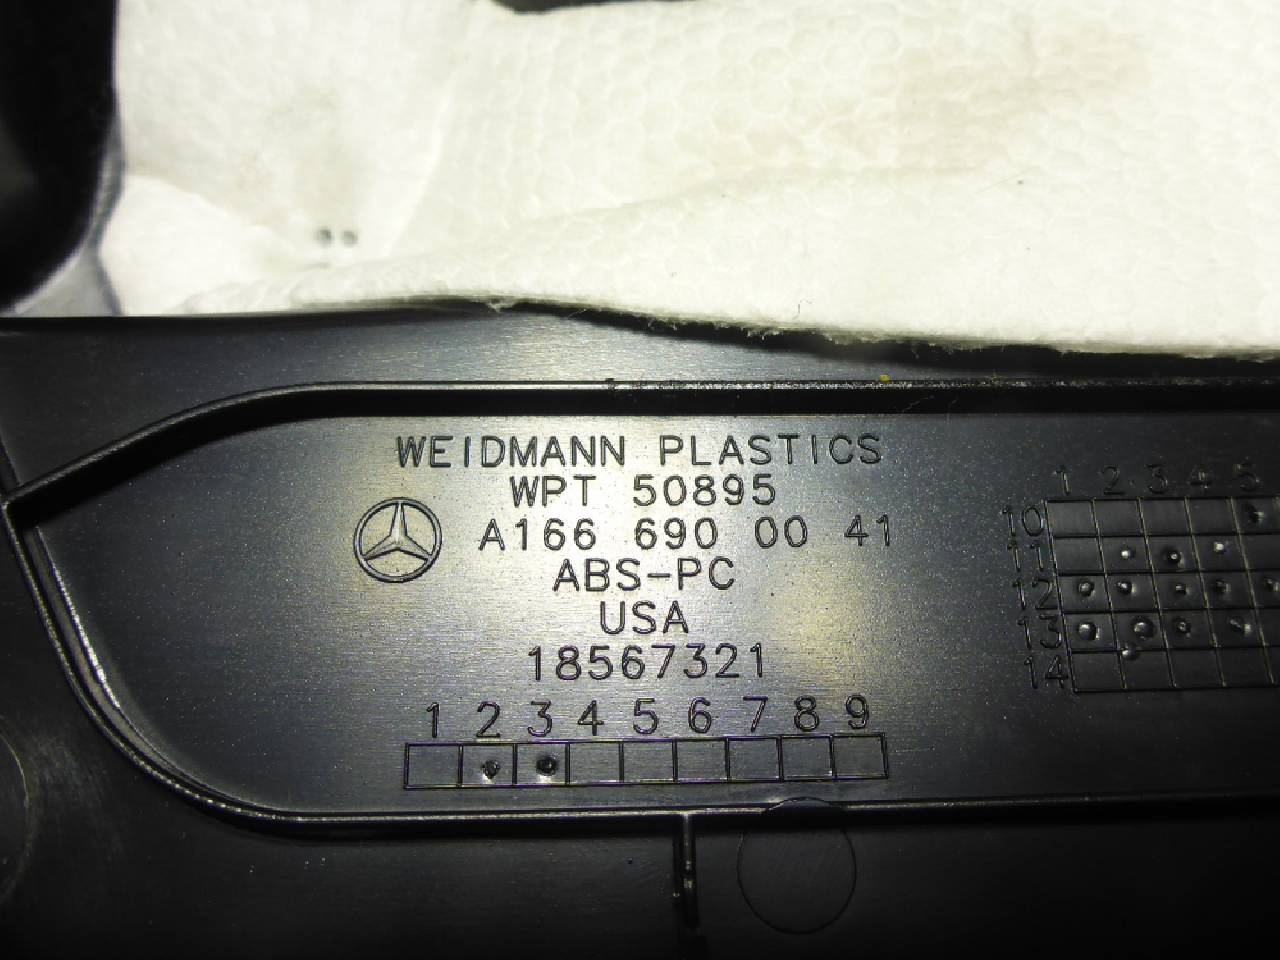 WEIDMANN PLASTICS
WPT 50895
A166 690 00 41
ABS-PC
USA
18567321
1 2 3 4 5 6 7 8 9
1 2 3 4 5
10
11
12
13
14